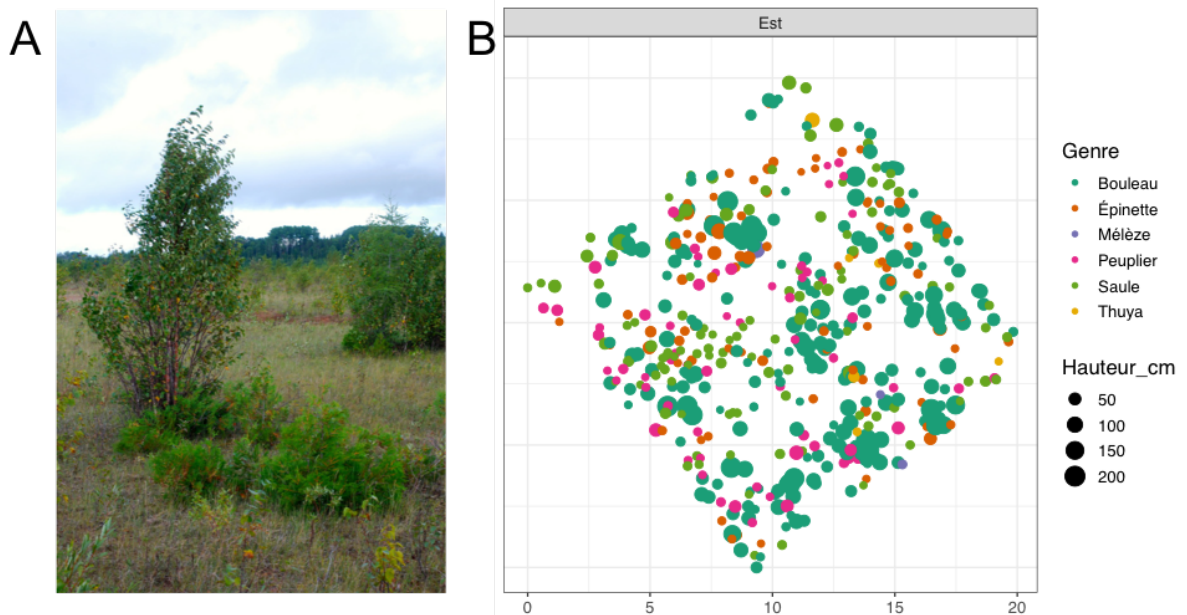 A
B
Est
Genre
Bouleau
Épinette
Mélèze
Peuplier
Saule
Thuya
Hauteur_cm
50
100
150
200
0 5 10 15 20